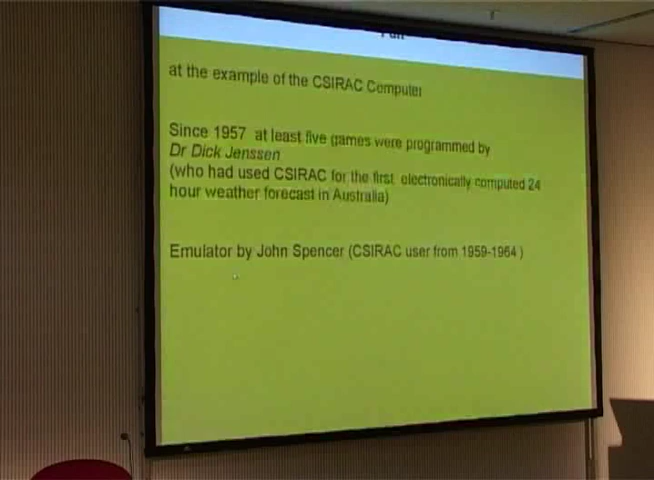 at the example of the CSIRAC Computer
Since 1957 at least five games were programmed by
Dr Dick Jenssen
(who had used CSIRAC for the first electronically computed 24
hour weather forecast in Australia)
Emulator by John Spencer (CSIRAC user from 1959-1964 )